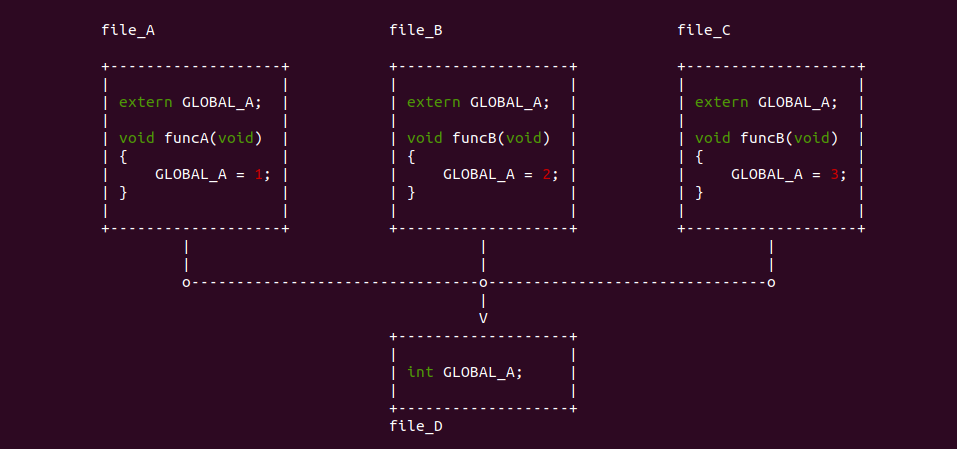 file_A                          file_B                          file_C

+-------------------+           +-------------------+           +-------------------+
|                   |           |                   |           |                   |
| extern GLOBAL_A;  |           | extern GLOBAL_A;  |           | extern GLOBAL_A;  |
|                   |           |                   |           |                   |
| void funcA(void)  |           | void funcB(void)  |           | void funcB(void)  |
| {                 |           | {                 |           | {                 |
|     GLOBAL_A = 1; |           |     GLOBAL_A = 2; |           |     GLOBAL_A = 3; |
| }                 |           | }                 |           | }                 |
|                   |           |                   |           |                   |
+-------------------+           +-------------------+           +-------------------+
         |                                |                               |
         |                                |                               |
         o--------------------------------o-------------------------------o
                                          |
                                          V
                                +-------------------+
                                |                   |
                                | int GLOBAL_A;     |
                                |                   |
                                +-------------------+
                                file_D